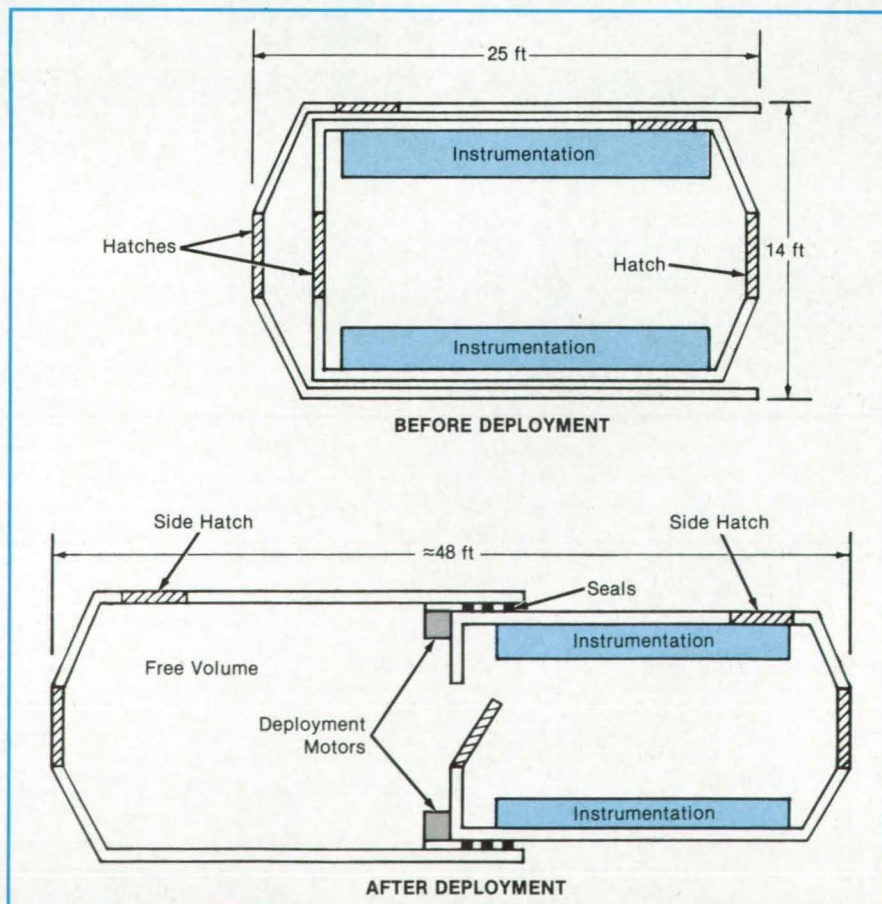 25 ft
Instrumentation
Hatches
Hatch
14 ft
Instrumentation
BEFORE DEPLOYMENT
Side Hatch
Side Hatch
≈48 ft
Seals
Instrumentation
Free Volume
Deployment
Motors
Instrumentation
AFTER DEPLOYMENT